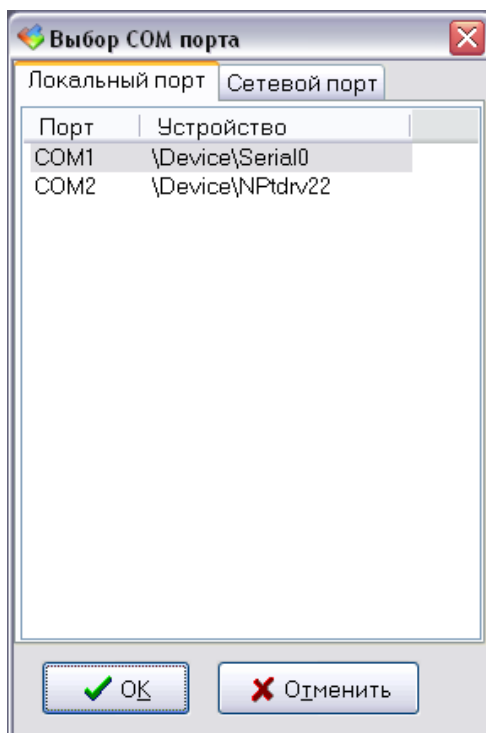 Выбор COM порта
Локальный порт Сетевой порт
Порт Устройство
COM1 \Device\Serial0
COM2 \Device\NPtdrv22
OK Отменить